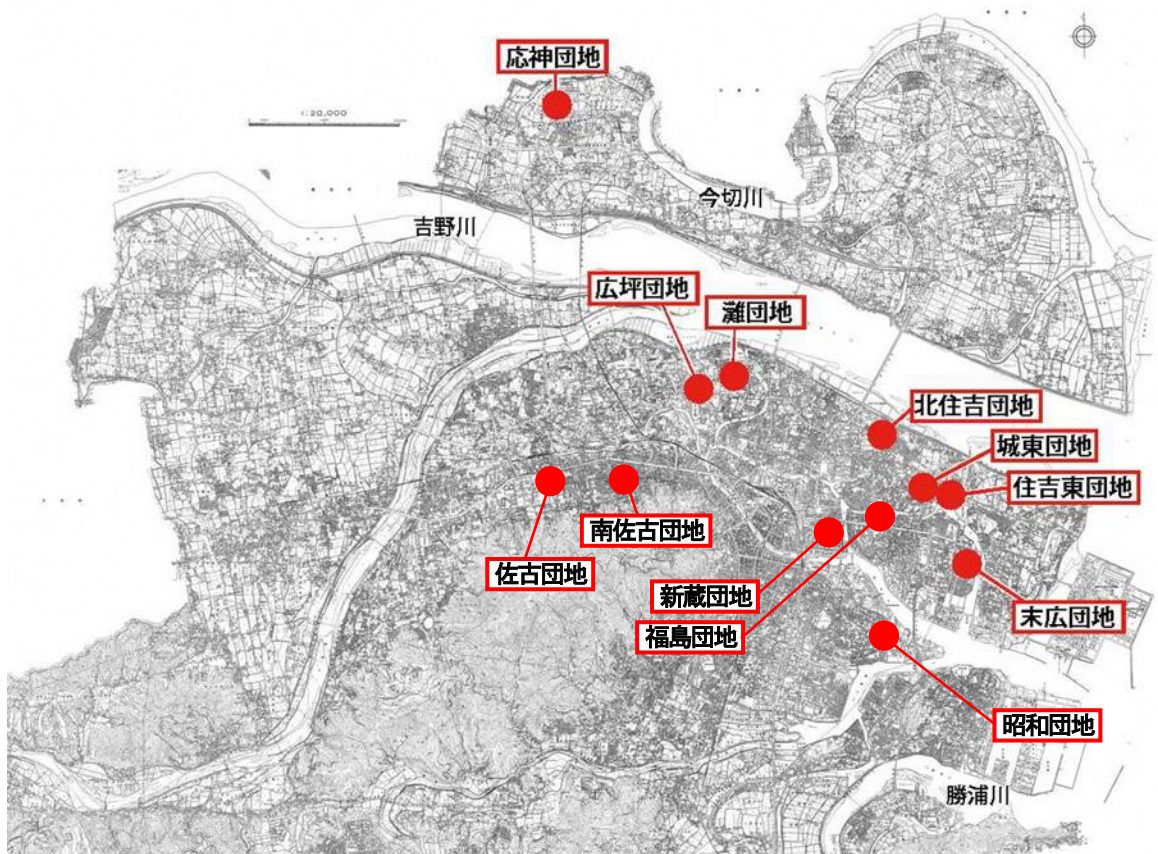 応神団地
1:20,000
今切川
吉野川
広坪団地
灘団地
北住吉団地
城東団地
住吉東団地
南佐古団地
佐古団地
新蔵団地
福島団地
末広団地
昭和団地
勝浦川